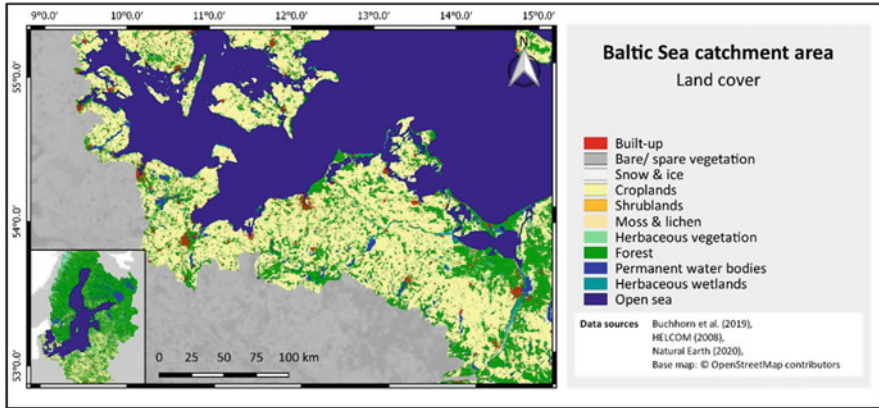 9°0.0' 10°0.0' 11°0.0' 12°0.0' 13°0.0' 14°0.0' 15°0.0'
55°0.0'
54°0.0'
53°0.0'
N
0 25 50 75 100 km
Baltic Sea catchment area
Land cover
Built-up
Bare/ spare vegetation
Snow & ice
Croplands
Shrublands
Moss & lichen
Herbaceous vegetation
Forest
Permanent water bodies
Herbaceous wetlands
Open sea
Data sources Buchhorn et al. (2019),
HELCOM (2008),
Natural Earth (2020),
Base map: © OpenStreetMap contributors